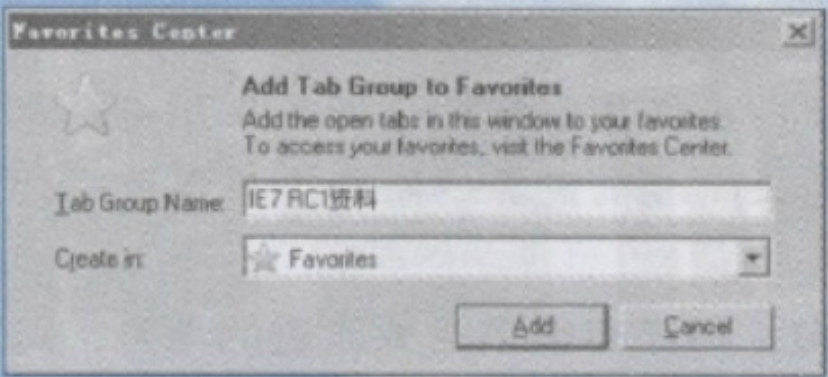 Favorites Center
Add Tab Group to Favorites
Add the open tabs in this window to your favorites.
To access your favorites, visit the Favorites Center.
Tab Group Name: IE7 RC1资料
Create in: Favorites
Add Cancel